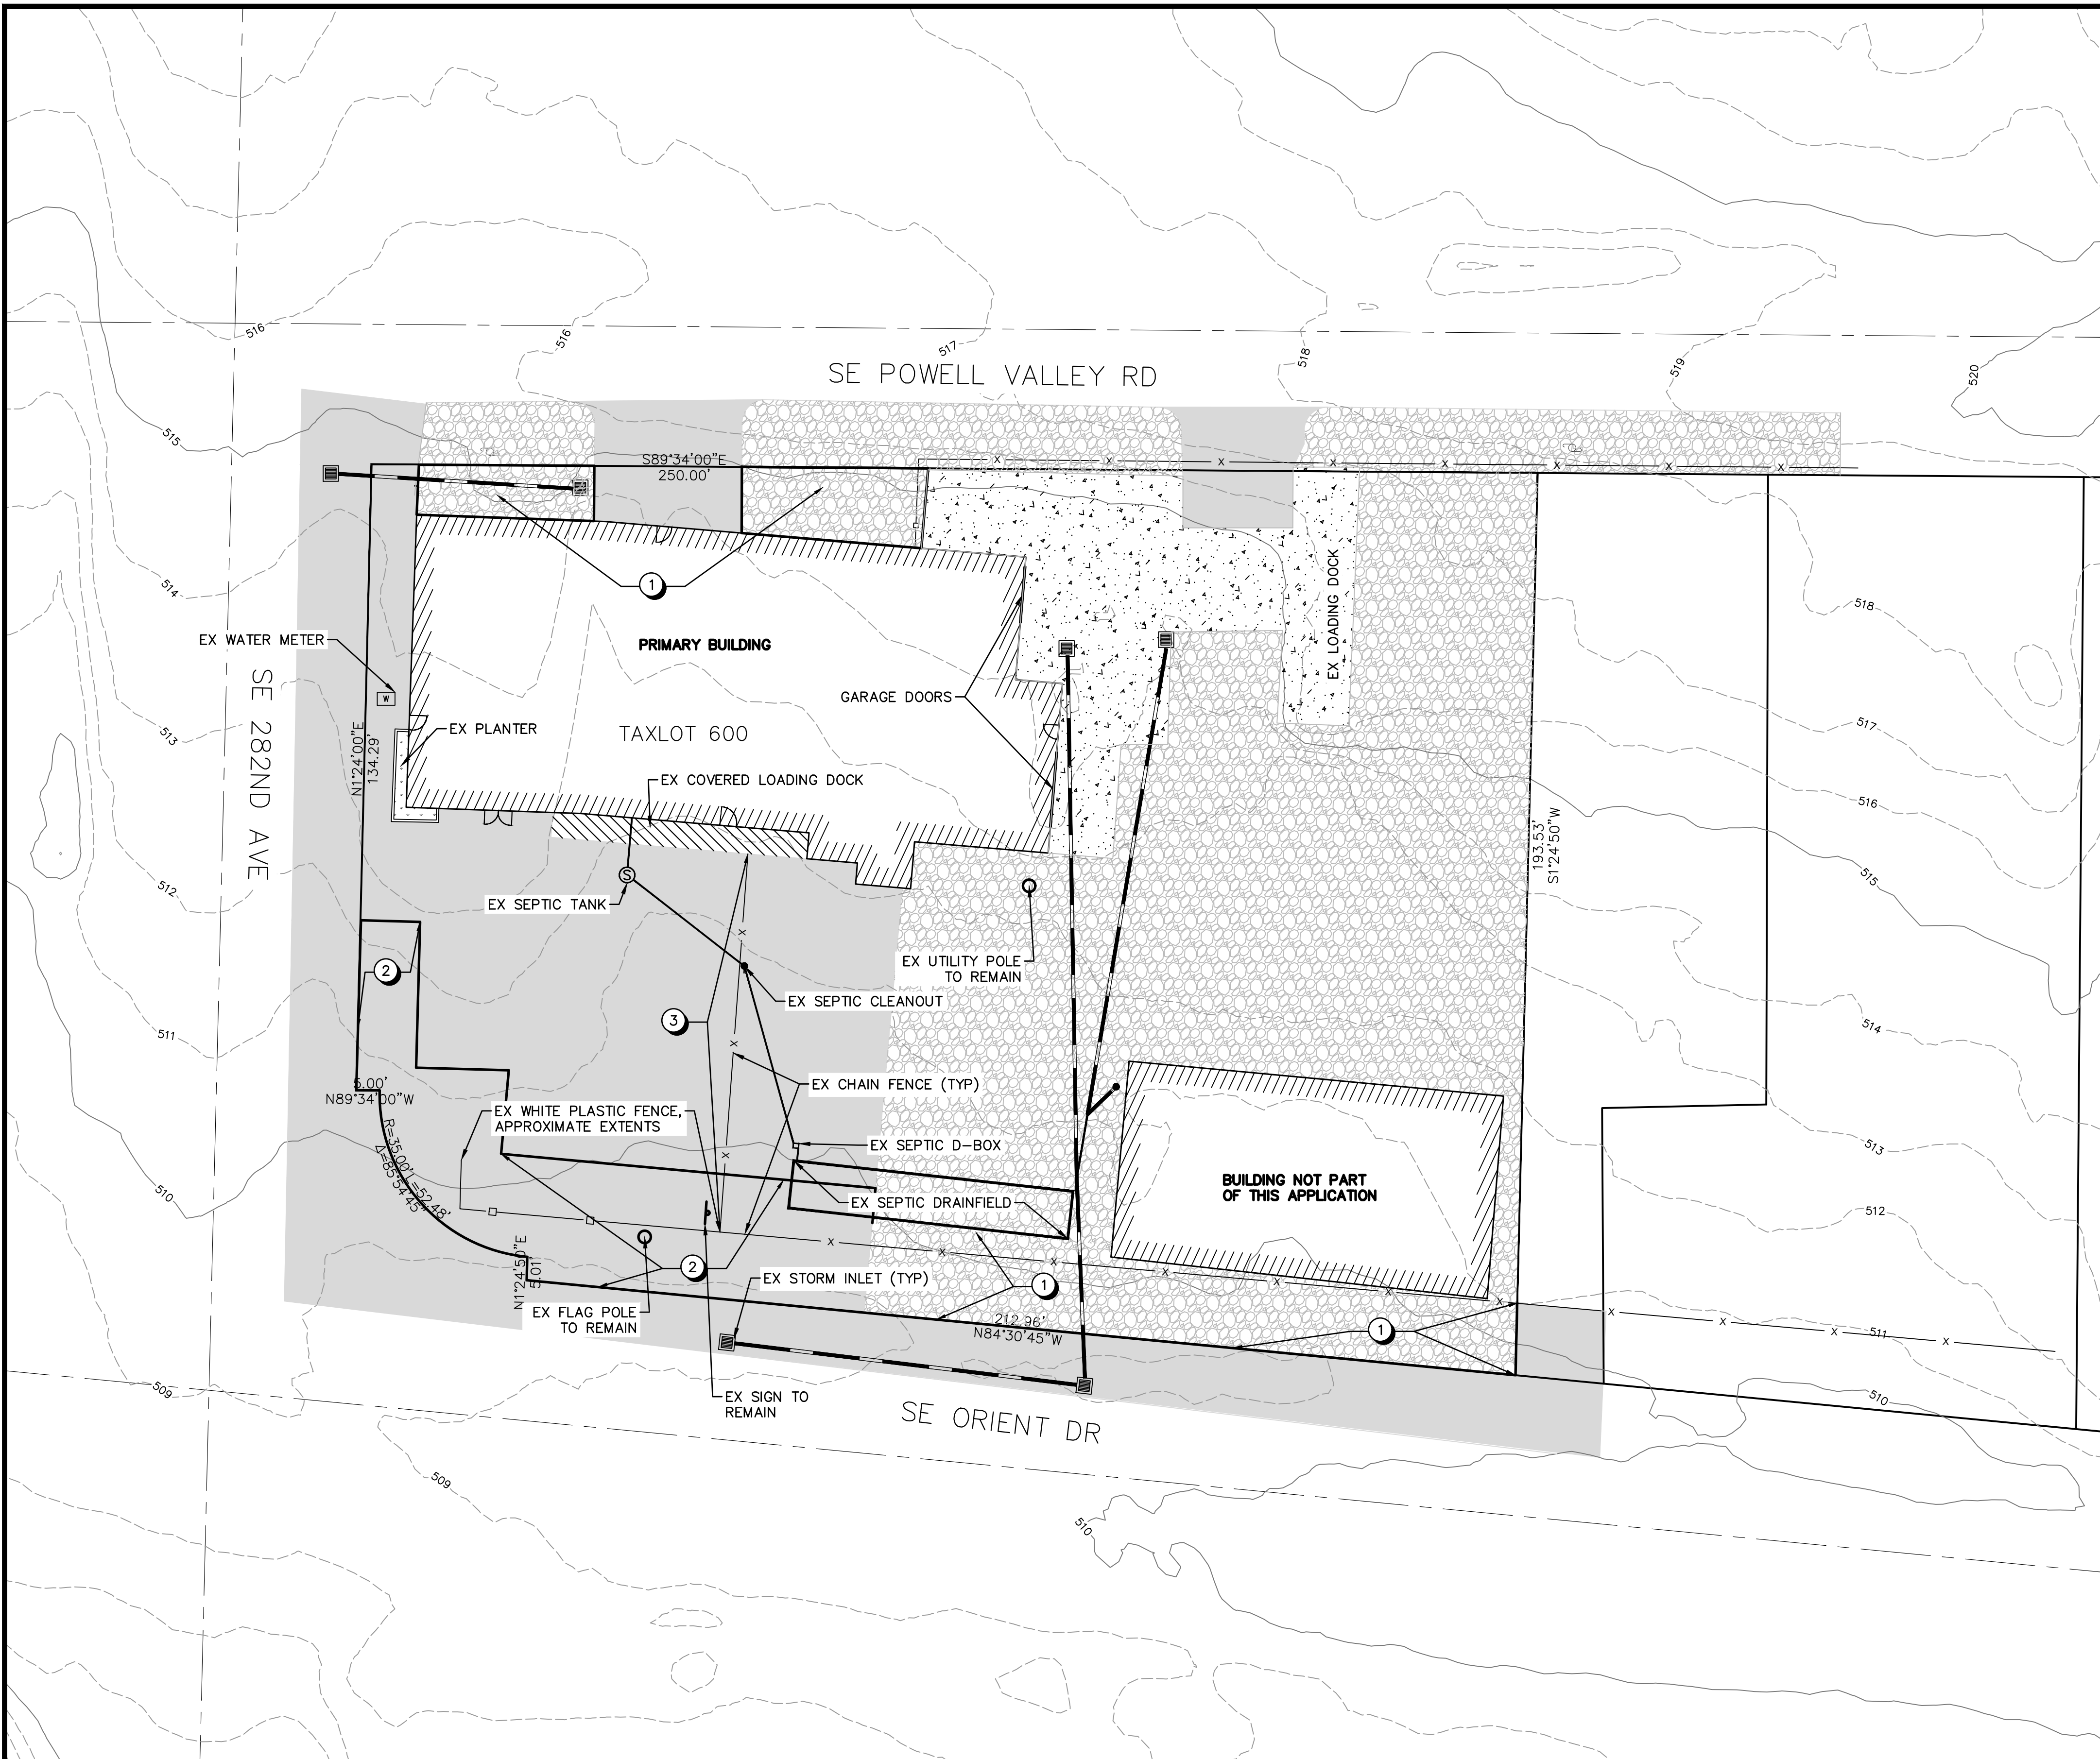 516
516
517
518
519
520
SE POWELL VALLEY RD
515
S89°34'00"E
250.00'
X X X X X X X X
514
1
EX LOADING DOCK
518
EX WATER METER
PRIMARY BUILDING
W
GARAGE DOORS
SE 282ND AVE
513
N1°24'00"E
134.29'
EX PLANTER
TAXLOT 600
517
EX COVERED LOADING DOCK
516
193.53'
S1°24'50"W
512
S
515
EX SEPTIC TANK
X
EX UTILITY POLE
TO REMAIN
2
EX SEPTIC CLEANOUT
3
511
514
X
5.00'
N89°34'00"W
EX CHAIN FENCE (TYP)
EX WHITE PLASTIC FENCE,
APPROXIMATE EXTENTS
R=35.00' L=52.48'
Δ=85°54'45"
EX SEPTIC D-BOX
513
X
510
BUILDING NOT PART
OF THIS APPLICATION
EX SEPTIC DRAINFIELD
512
X X X X X X X
N1°24'50"E
5.01'
2
EX STORM INLET (TYP)
1
EX FLAG POLE
TO REMAIN
212.96'
N84°30'45"W
1
X X X X
511
509
EX SIGN TO
REMAIN
510
SE ORIENT DR
509
510